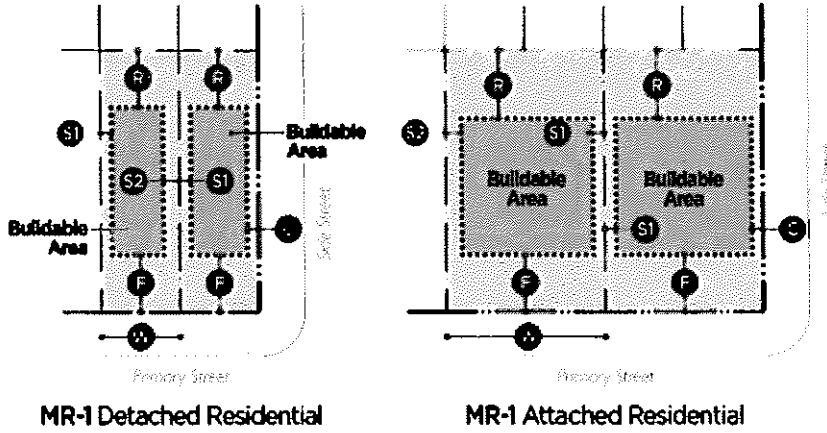 R R R R
S1 S1
Buildable
Area
S2 S1 Buildable
Area
Buildable
Area
Buildable
Area
S1
Side Street
F F F F
W W
Primary Street Primary Street
MR-1 Detached Residential MR-1 Attached Residential